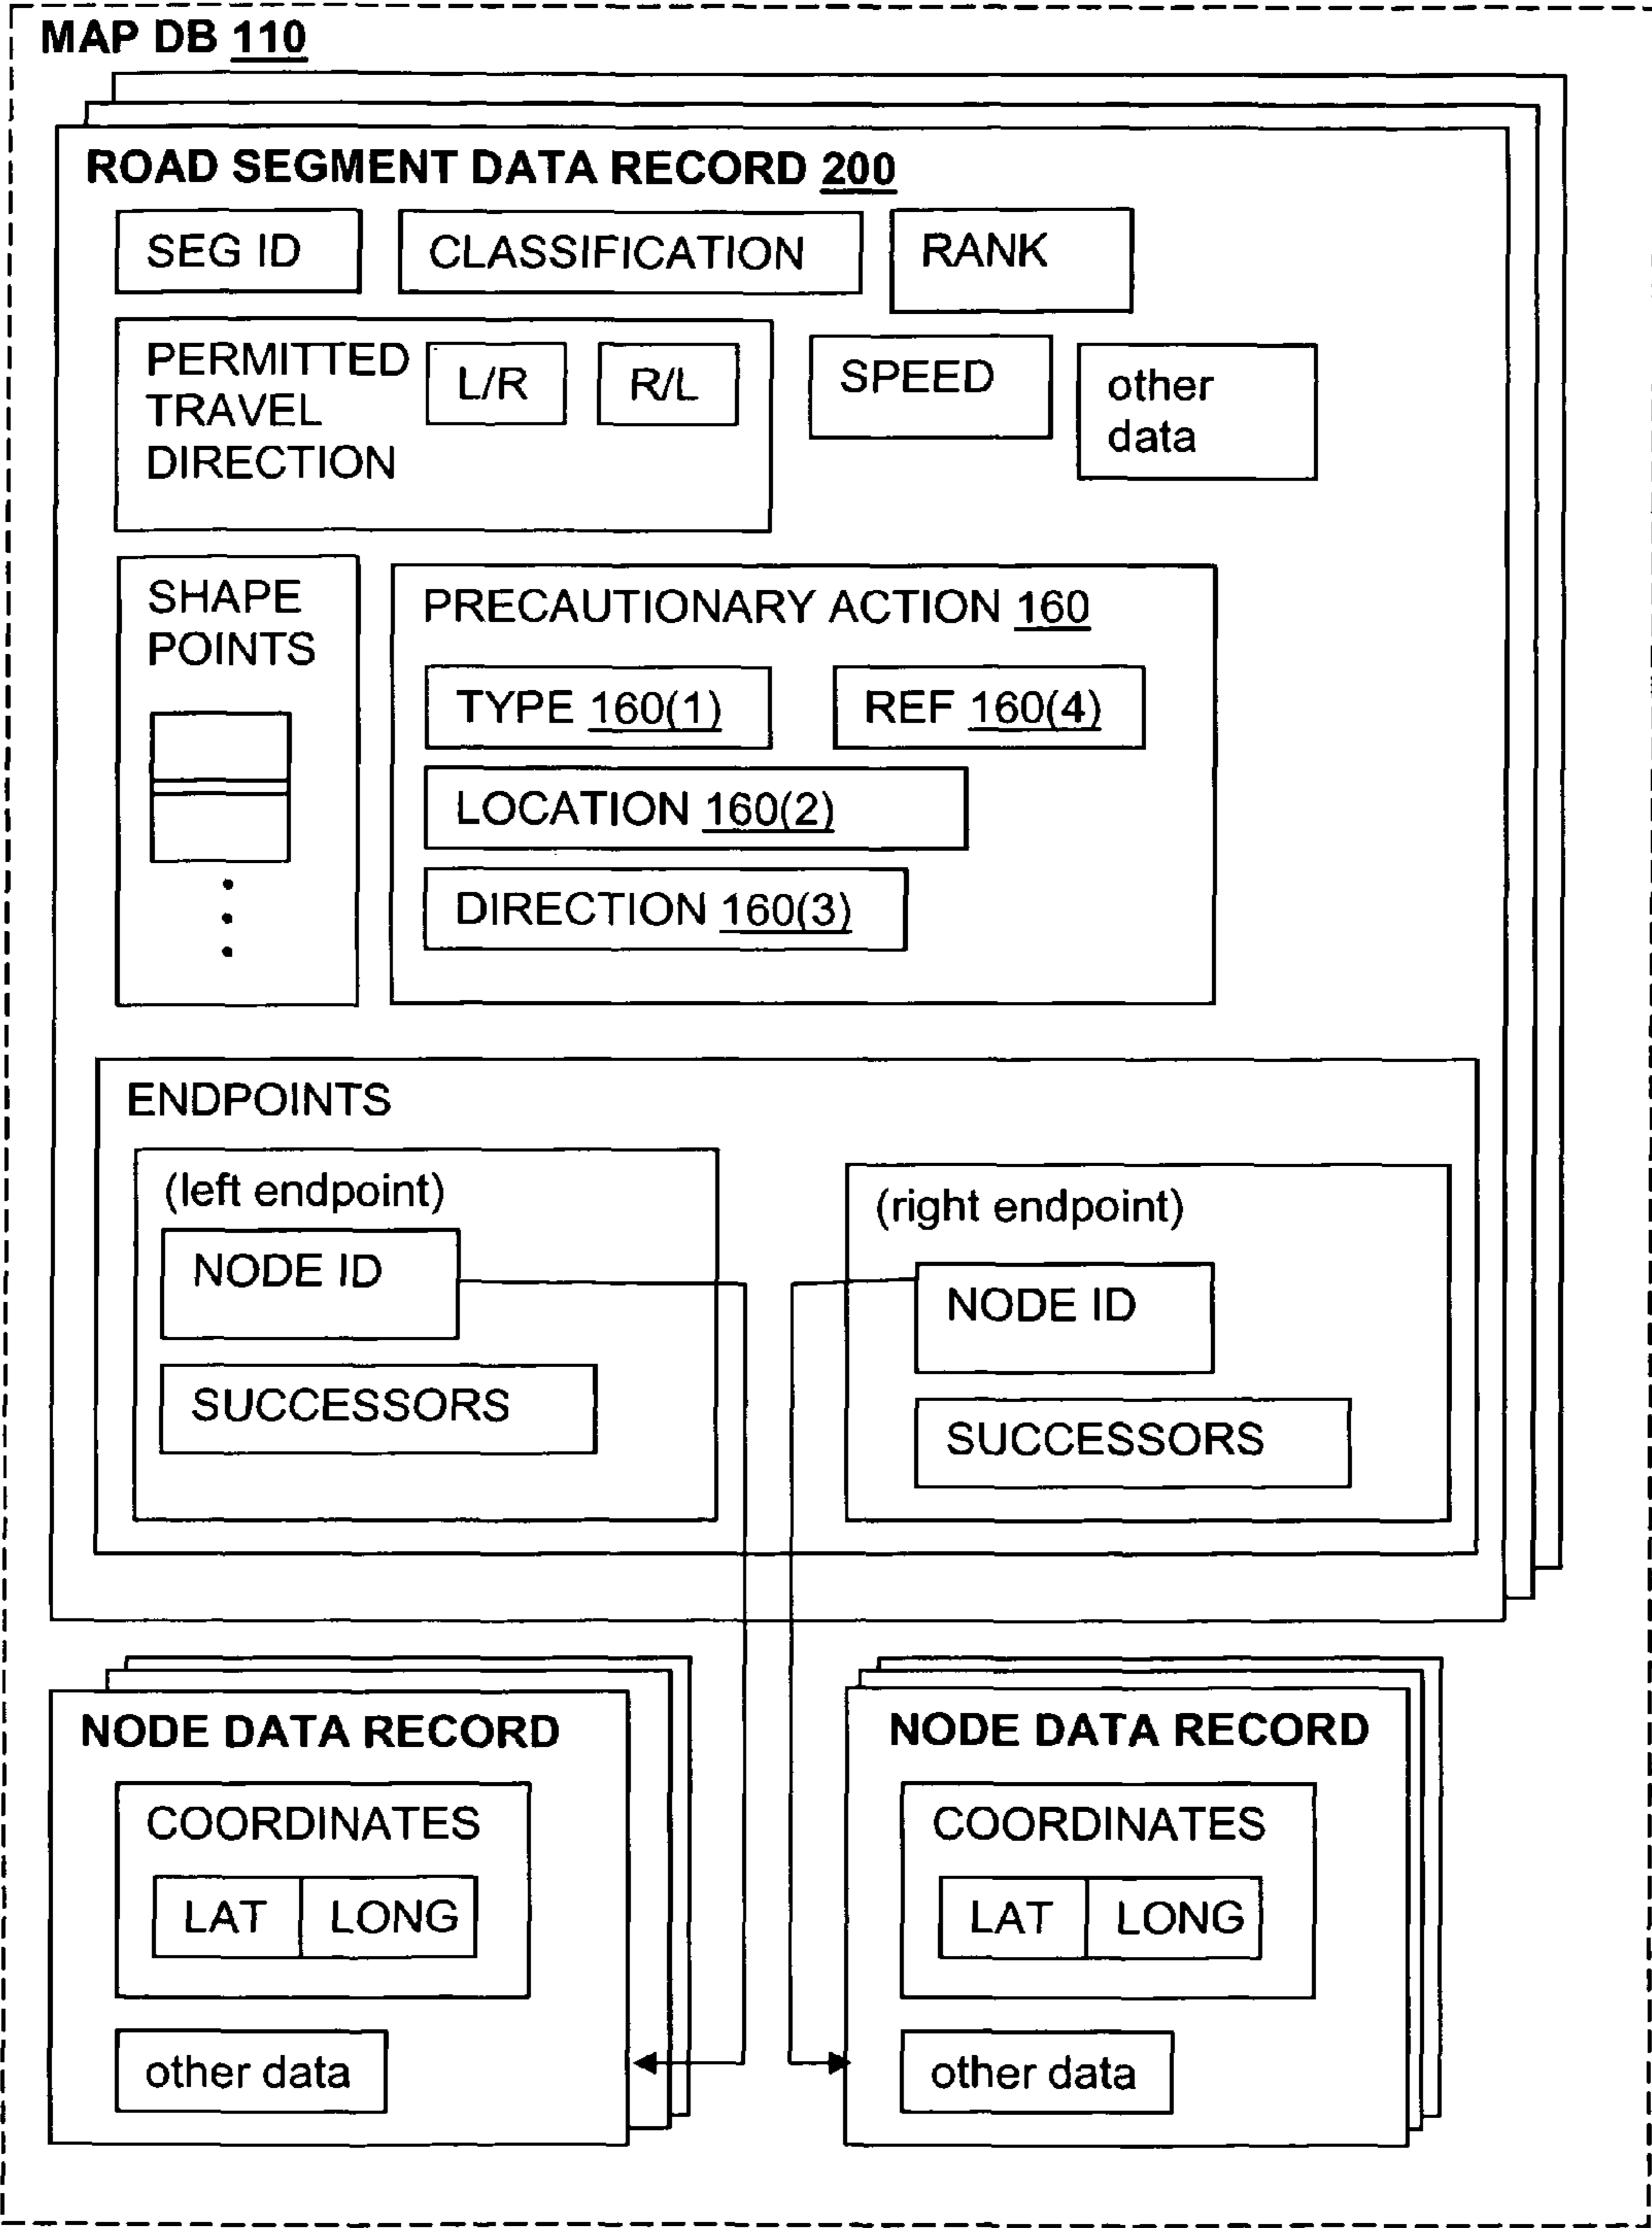 MAP DB 110
ROAD SEGMENT DATA RECORD 200
SEG ID
CLASSIFICATION
RANK
PERMITTED
TRAVEL
DIRECTION
L/R
R/L
SPEED
other
data
SHAPE
POINTS
PRECAUTIONARY ACTION 160
TYPE 160(1)
REF 160(4)
LOCATION 160(2)
DIRECTION 160(3)
ENDPOINTS
(left endpoint)
NODE ID
SUCCESSORS
(right endpoint)
NODE ID
SUCCESSORS
NODE DATA RECORD
COORDINATES
LAT
LONG
other data
NODE DATA RECORD
COORDINATES
LAT
LONG
other data